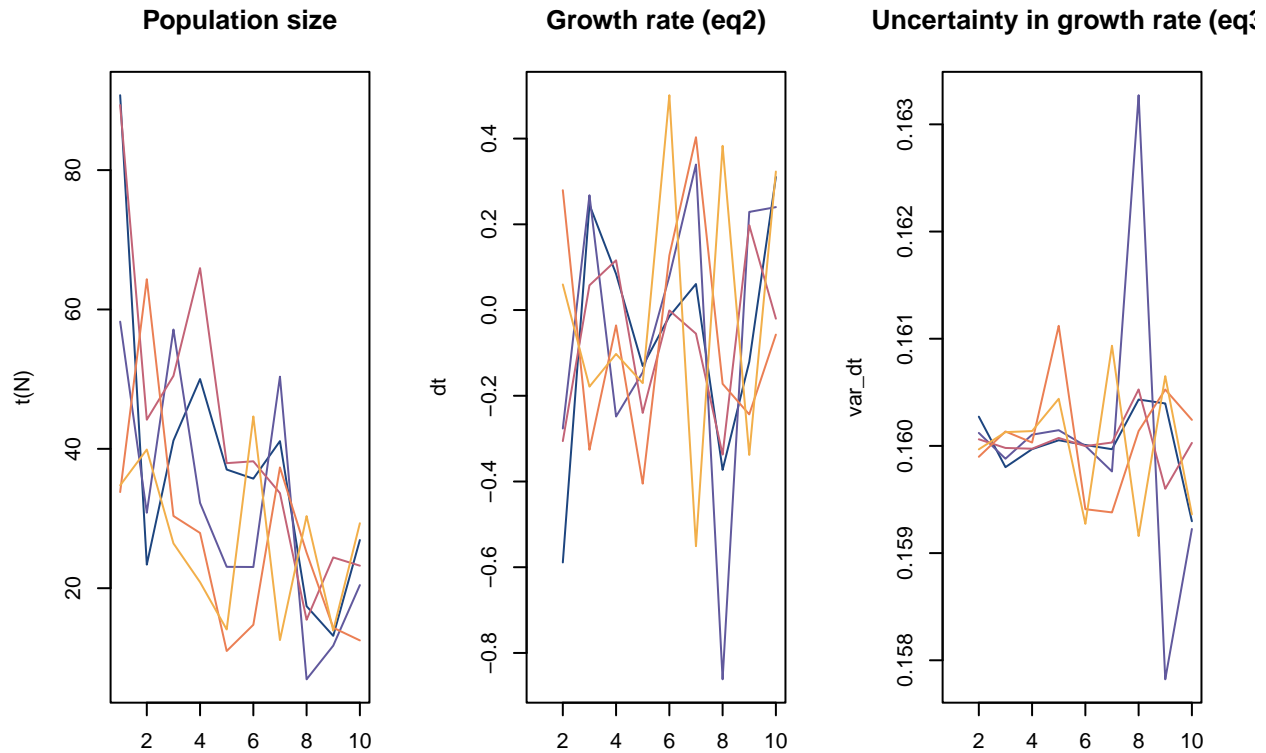 Population size
t(N)
80
60
40
20
2 4 6 8 10
Growth rate (eq2)
dt
0.4
0.2
0.0
−0.2
−0.4
−0.6
−0.8
2 4 6 8 10
Uncertainty in growth rate (eq3
var_dt
0.163
0.162
0.161
0.160
0.159
0.158
2 4 6 8 10